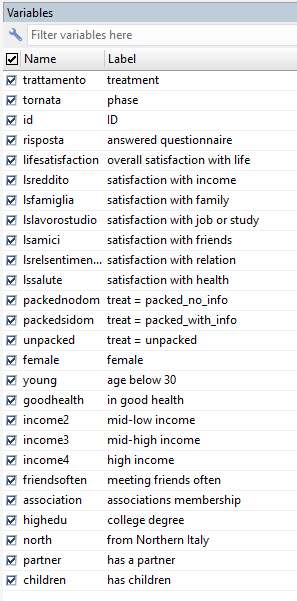 Variables
Filter variables here
Name Label
trattamento treatment
tornata phase
id ID
risposta answered questionnaire
lifesatisfaction overall satisfaction with life
lsreddito satisfaction with income
lsfamiglia satisfaction with family
lslavorostudio satisfaction with job or study
lsamici satisfaction with friends
lsrelsentimen... satisfaction with relation
lssalute satisfaction with health
packednodom treat = packed_no_info
packedsidom treat = packed_with_info
unpacked treat = unpacked
female female
young age below 30
goodhealth in good health
income2 mid-low income
income3 mid-high income
income4 high income
friendsoften meeting friends often
association associations membership
highedu college degree
north from Northern Italy
partner has a partner
children has children